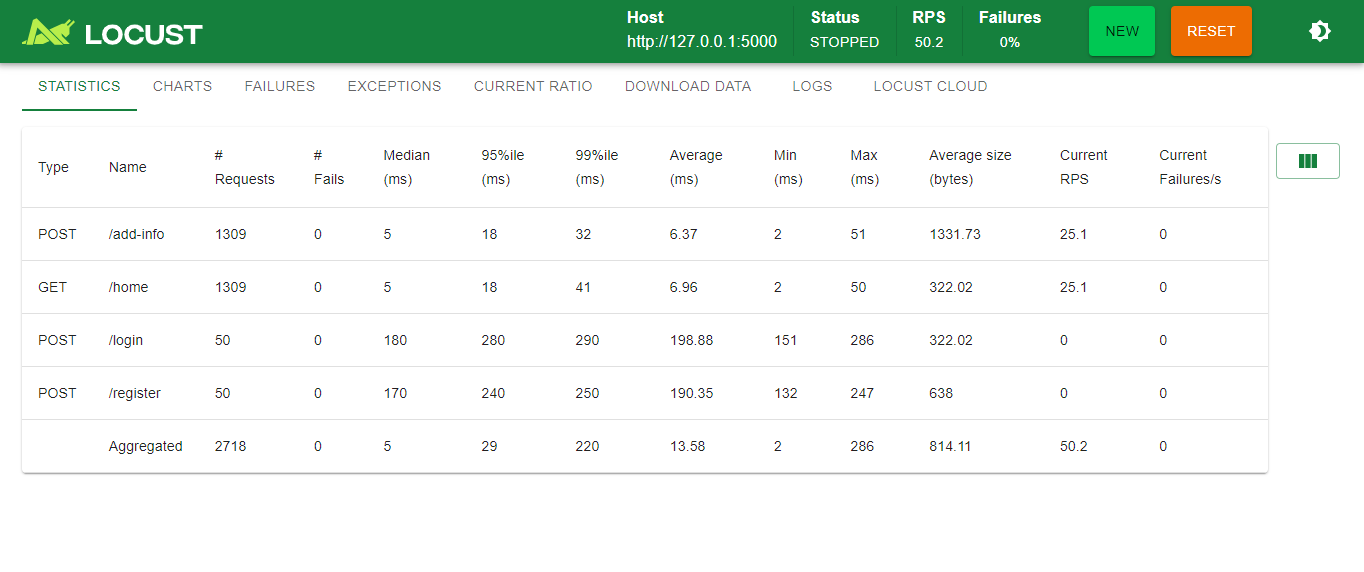 LOCUST
Host
http://127.0.0.1:5000
Status
STOPPED
RPS
50.2
Failures
0%
NEW
RESET
STATISTICS CHARTS FAILURES EXCEPTIONS CURRENT RATIO DOWNLOAD DATA LOGS LOCUST CLOUD
Type Name # Requests # Fails Median (ms) 95%ile (ms) 99%ile (ms) Average (ms) Min (ms) Max (ms) Average size (bytes) Current RPS Current Failures/s
POST /add-info 1309 0 5 18 32 6.37 2 51 1331.73 25.1 0
GET /home 1309 0 5 18 41 6.96 2 50 322.02 25.1 0
POST /login 50 0 180 280 290 198.88 151 286 322.02 0 0
POST /register 50 0 170 240 250 190.35 132 247 638 0 0
Aggregated 2718 0 5 29 220 13.58 2 286 814.11 50.2 0